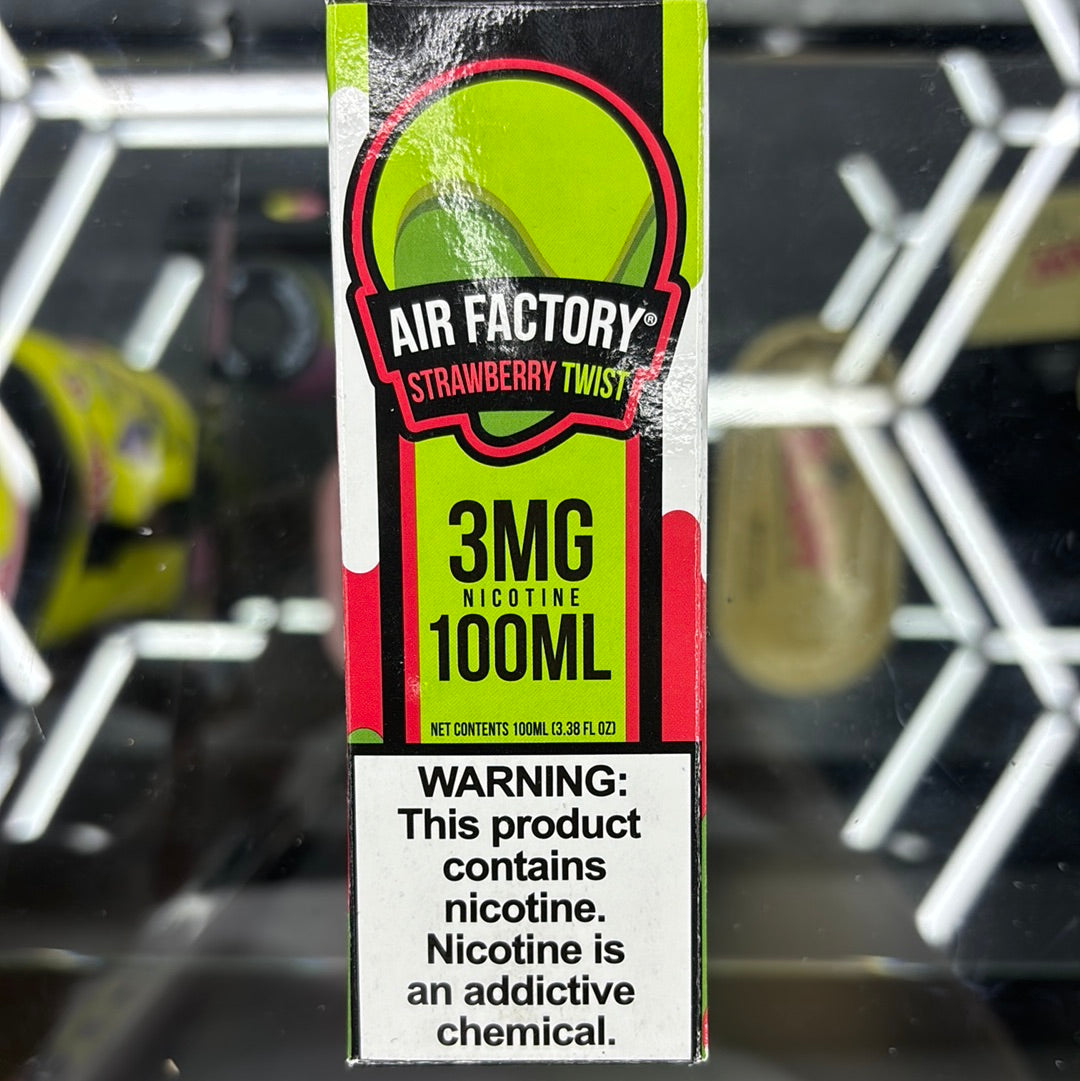 AIR FACTORY®
STRAWBERRY TWIST
3MG
NICOTINE
100ML
NET CONTENTS 100ML (3.38 FL OZ)
WARNING:
This product
contains
nicotine.
Nicotine is
an addictive
chemical.